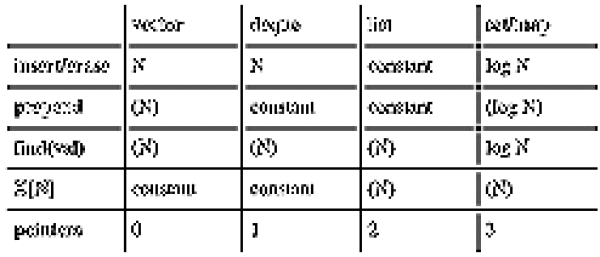 vector deque list set/map
insert/erase N N constant log N
prepend (N) constant constant (log N)
find(val) (N) (N) (N) log N
X[N] constant constant (N) (N)
pointers 0 1 2 3